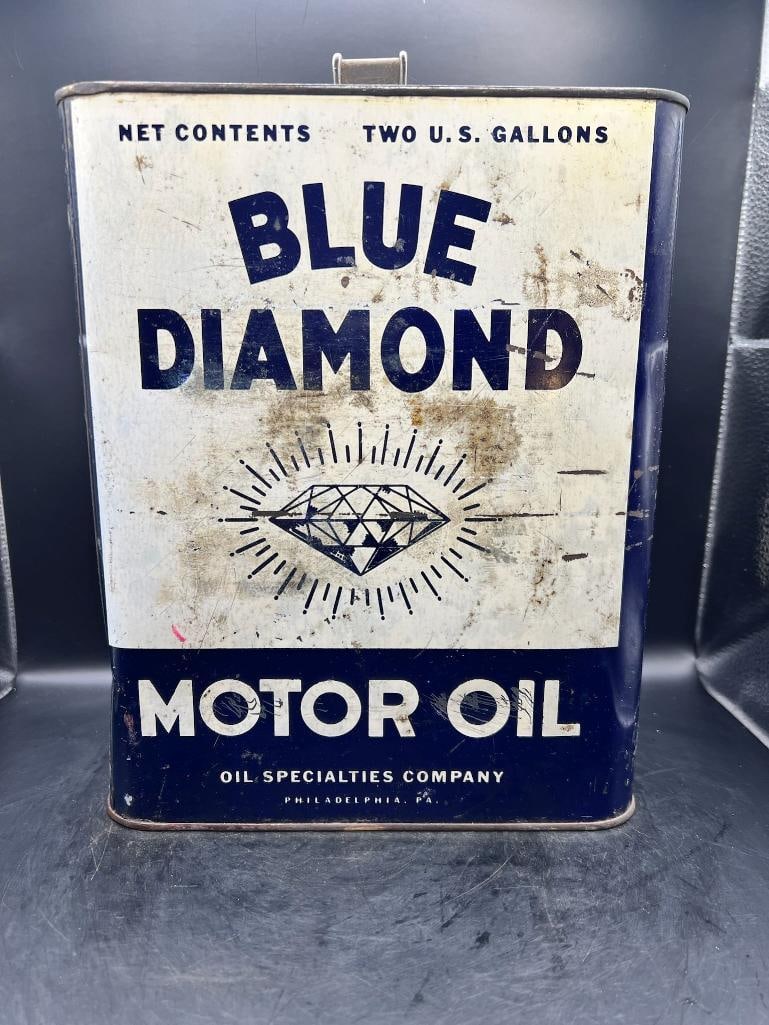 NET CONTENTS TWO U.S. GALLONS
BLUE
DIAMOND
MOTOR OIL
OIL SPECIALTIES COMPANY
PHILADELPHIA. PA.